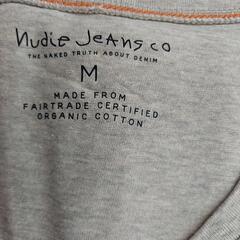 Nudie Jeans co
THE NAKED TRUTH ABOUT DENIM
M
MADE FROM
FAIRTRADE CERTIFIED
ORGANIC COTTON